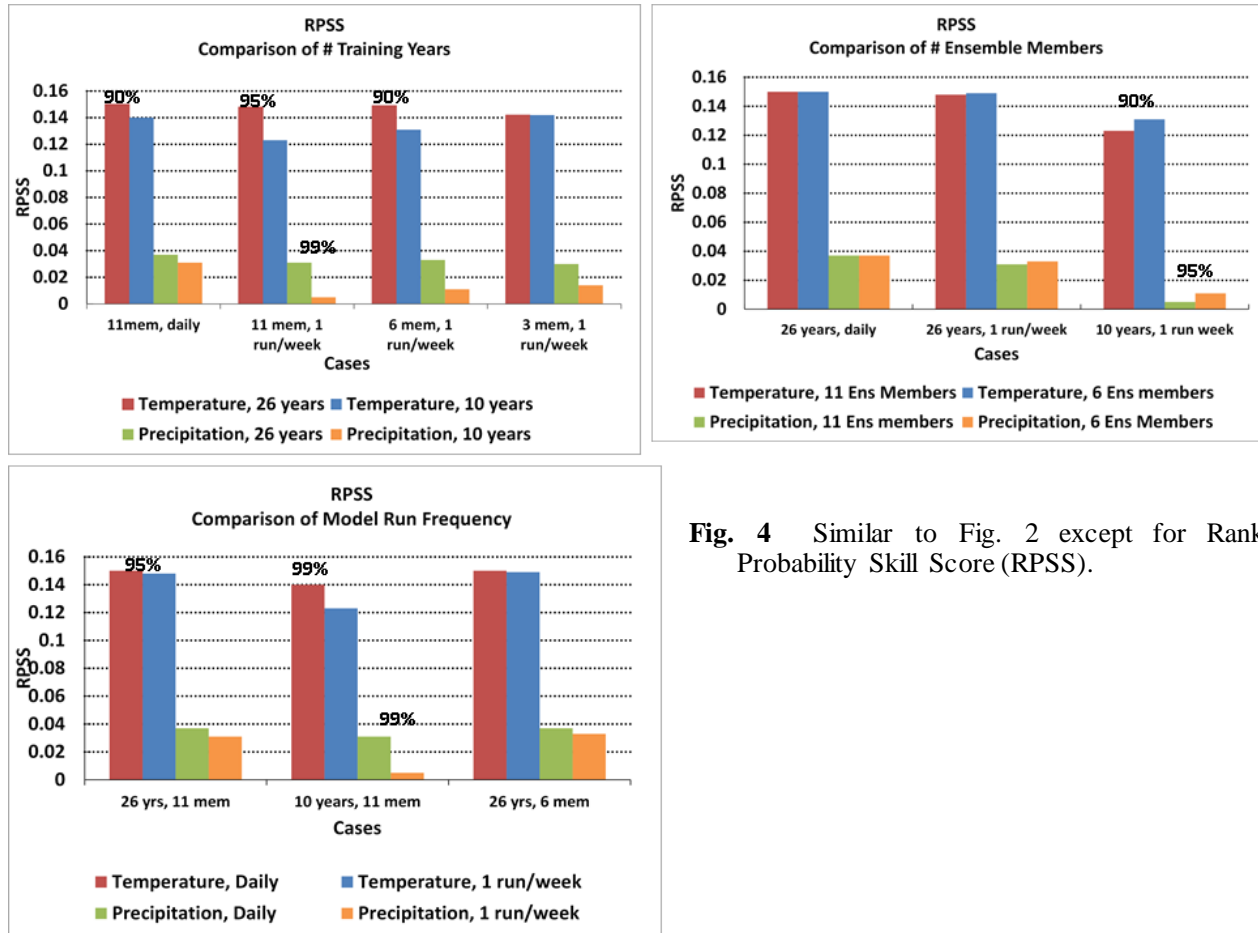 RPSS
Comparison of # Training Years
0.16
0.14
0.12
0.1
0.08
0.06
0.04
0.02
0
RPSS
90%
95%
99%
90%
11mem, daily
11 mem, 1 run/week
6 mem, 1 run/week
3 mem, 1 run/week
Cases
Temperature, 26 years Temperature, 10 years
Precipitation, 26 years Precipitation, 10 years
RPSS
Comparison of # Ensemble Members
0.16
0.14
0.12
0.1
0.08
0.06
0.04
0.02
0
RPSS
90%
95%
26 years, daily
26 years, 1 run/week
10 years, 1 run week
Cases
Temperature, 11 Ens Members Temperature, 6 Ens members
Precipitation, 11 Ens members Precipitation, 6 Ens Members
RPSS
Comparison of Model Run Frequency
0.16
0.14
0.12
0.1
0.08
0.06
0.04
0.02
0
RPSS
95%
99%
99%
26 yrs, 11 mem
10 years, 11 mem
26 yrs, 6 mem
Cases
Temperature, Daily Temperature, 1 run/week
Precipitation, Daily Precipitation, 1 run/week
Fig. 4 Similar to Fig. 2 except for Rank
Probability Skill Score (RPSS).